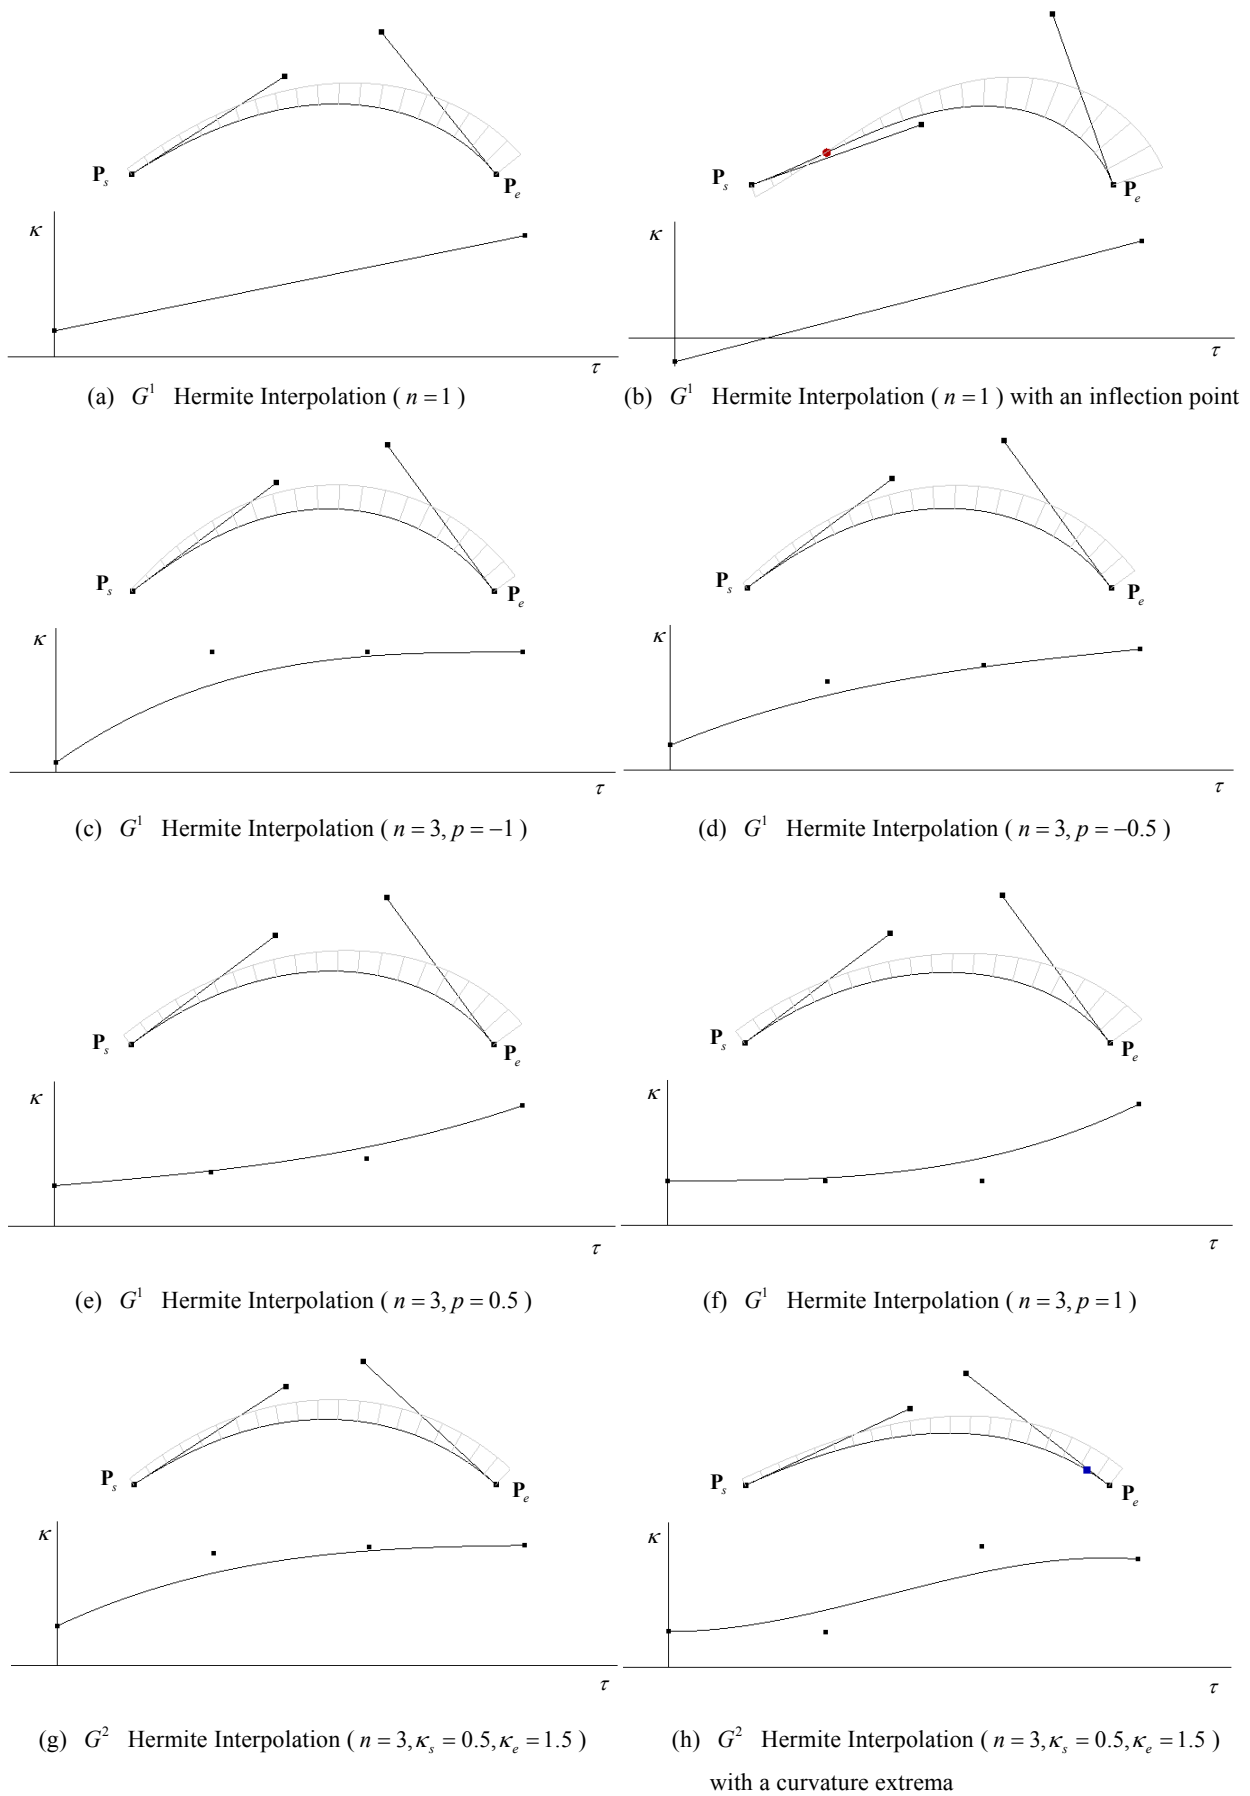 P_s
P_e
κ
τ
(a) G^1 Hermite Interpolation ( n = 1 )
P_s
P_e
κ
τ
(b) G^1 Hermite Interpolation ( n = 1 ) with an inflection point
P_s
P_e
κ
τ
(c) G^1 Hermite Interpolation ( n = 3, p = −1 )
P_s
P_e
κ
τ
(d) G^1 Hermite Interpolation ( n = 3, p = −0.5 )
P_s
P_e
κ
τ
(e) G^1 Hermite Interpolation ( n = 3, p = 0.5 )
P_s
P_e
κ
τ
(f) G^1 Hermite Interpolation ( n = 3, p = 1 )
P_s
P_e
κ
τ
(g) G^2 Hermite Interpolation ( n = 3, κ_s = 0.5, κ_e = 1.5 )
P_s
P_e
κ
τ
(h) G^2 Hermite Interpolation ( n = 3, κ_s = 0.5, κ_e = 1.5 )
with a curvature extrema